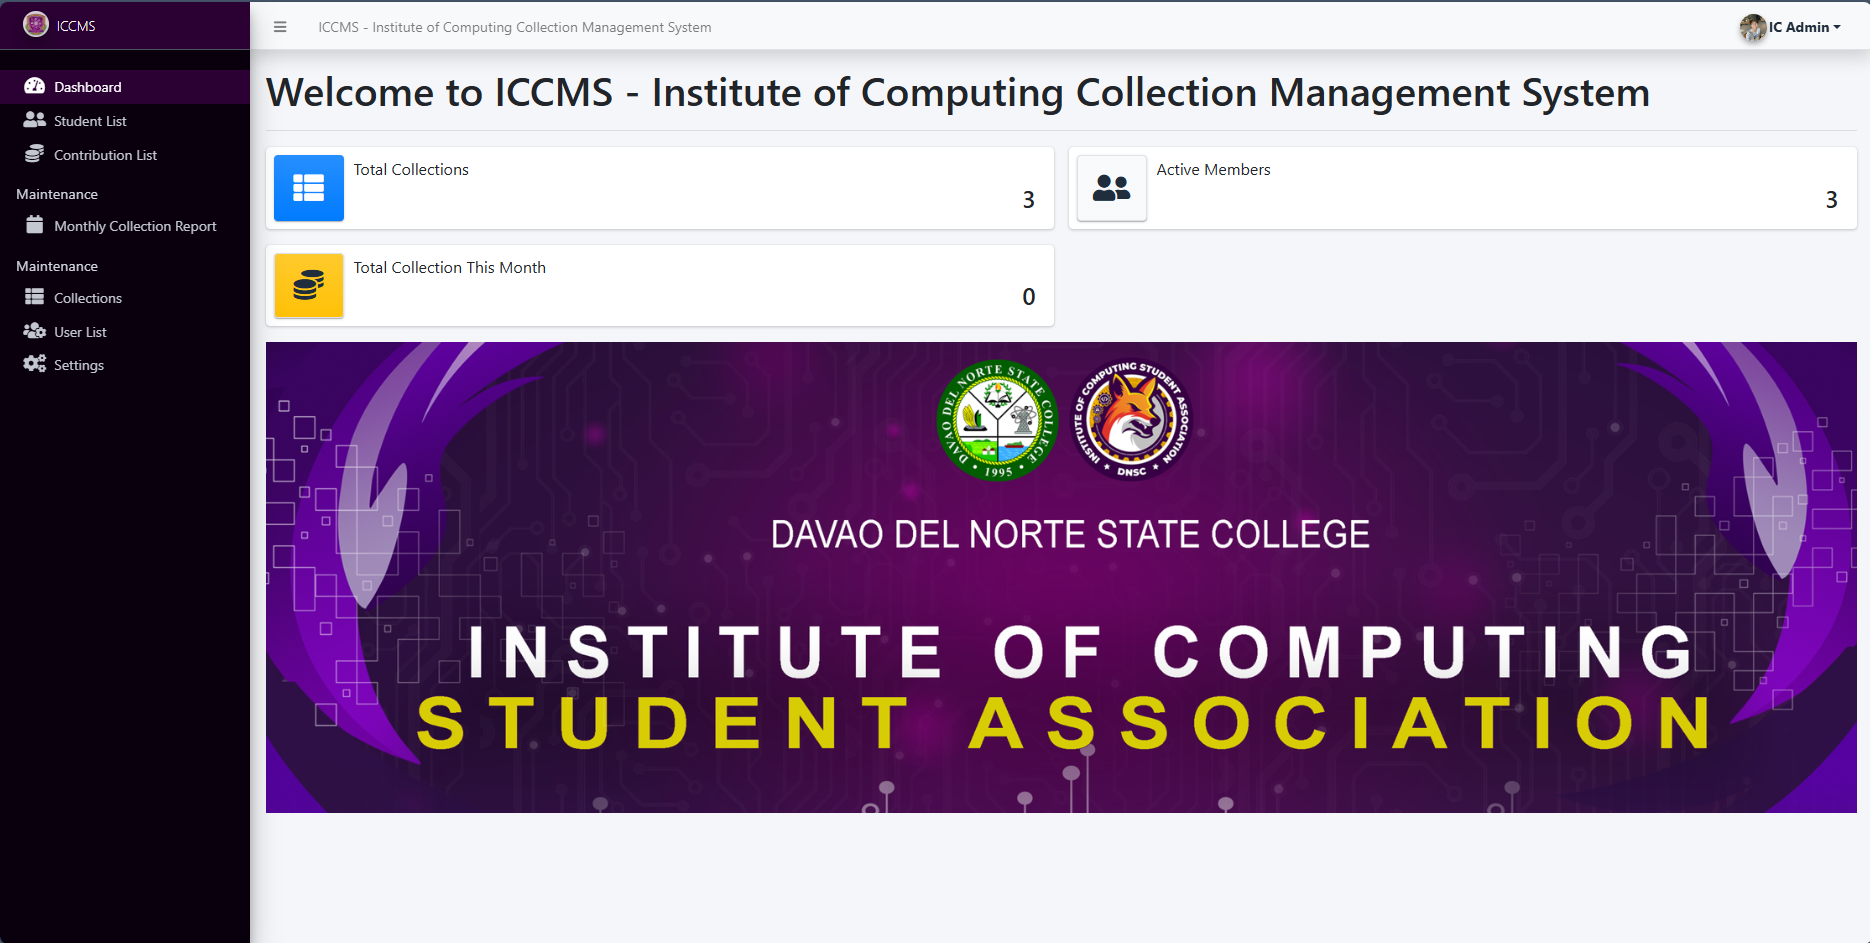 ICCMS
ICCMS - Institute of Computing Collection Management System
IC Admin
Dashboard
Student List
Contribution List
Maintenance
Monthly Collection Report
Maintenance
Collections
User List
Settings
Welcome to ICCMS - Institute of Computing Collection Management System
Total Collections
3
Active Members
3
Total Collection This Month
0
DAVAO DEL NORTE STATE COLLEGE
1995
INSTITUTE OF COMPUTING STUDENT ASSOCIATION
DNSC
DAVAO DEL NORTE STATE COLLEGE
INSTITUTE OF COMPUTING
STUDENT ASSOCIATION